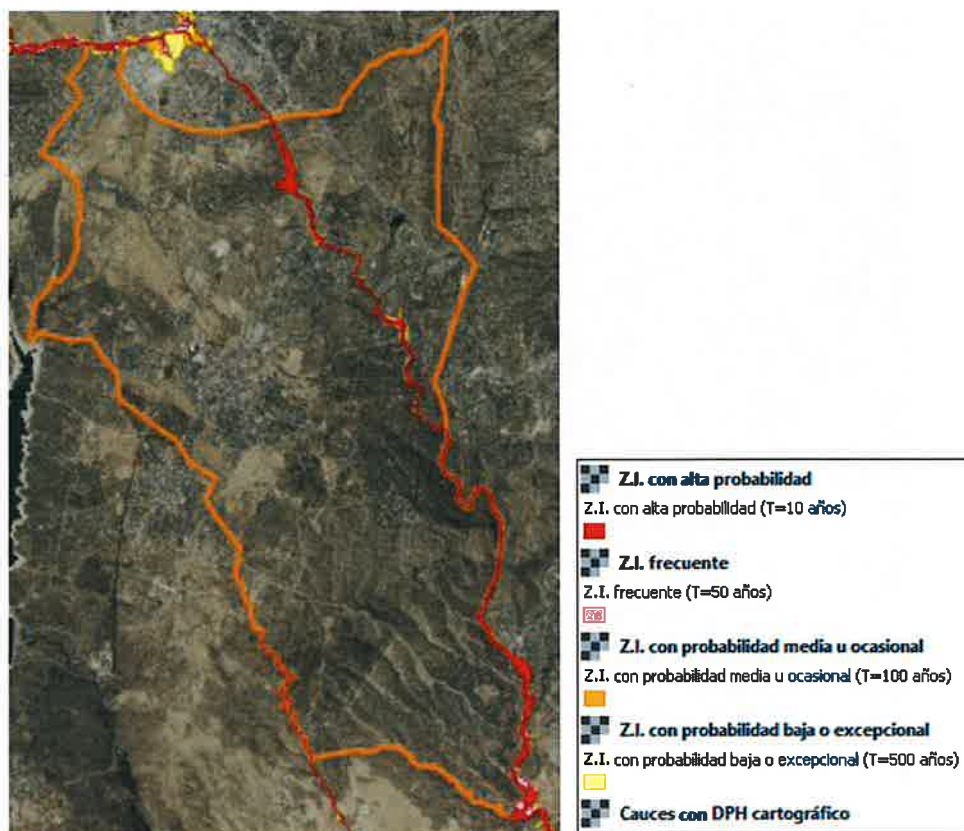 Z.I. con alta probabilidad
Z.I. con alta probabilidad (T=10 años)
Z.I. frecuente
Z.I. frecuente (T=50 años)
Z.I. con probabilidad media u ocasional
Z.I. con probabilidad media u ocasional (T=100 años)
Z.I. con probabilidad baja o excepcional
Z.I. con probabilidad baja o excepcional (T=500 años)
Cauces con DPH cartográfico